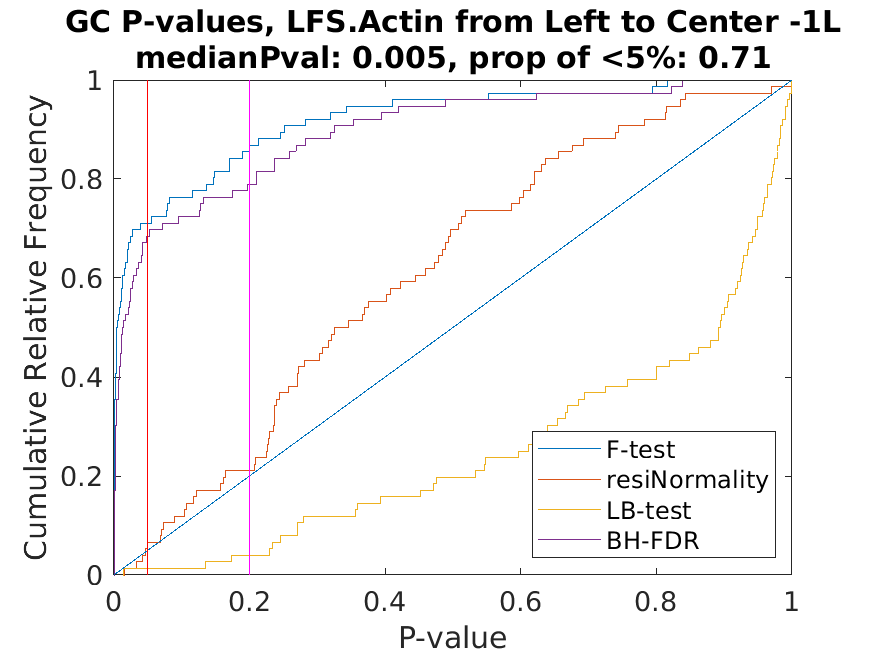 GC P-values, LFS.Actin from Left to Center -1L
medianPval: 0.005, prop of <5%: 0.71
1
0.8
0.6
0.4
0.2
0
Cumulative Relative Frequency
F-test
resiNormality
LB-test
BH-FDR
0
0.2
0.4
0.6
0.8
1
P-value